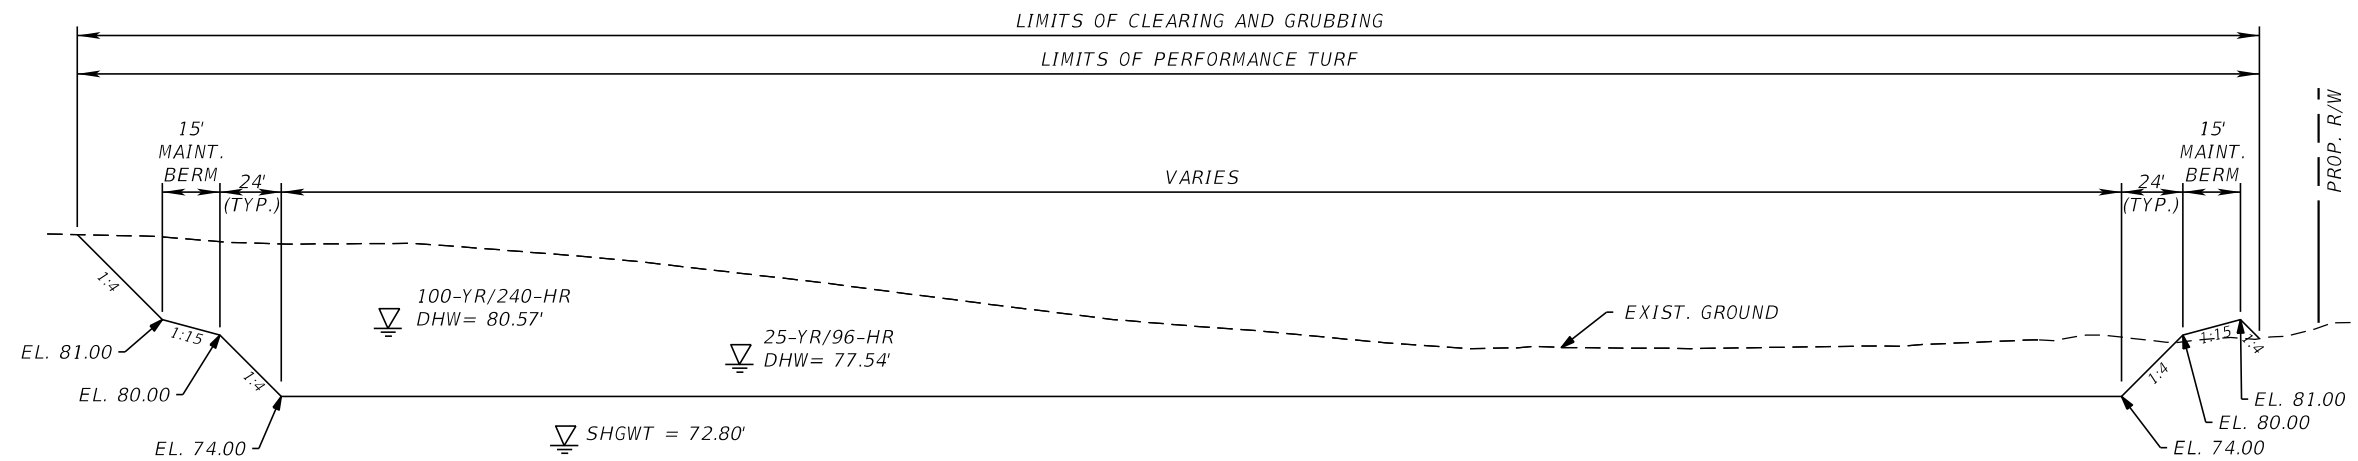 LIMITS OF CLEARING AND GRUBBING
LIMITS OF PERFORMANCE TURF
PROP. R/W
15'
MAINT.
BERM
24'
(TYP.)
VARIES
15'
MAINT.
BERM
24'
(TYP.)
1:4
1:15
1:4
100-YR/240-HR
DHW= 80.57'
25-YR/96-HR
DHW= 77.54'
EXIST. GROUND
1:4
1:15
1:4
EL. 81.00
EL. 80.00
EL. 74.00
SHGWT = 72.80'
EL. 81.00
EL. 80.00
EL. 74.00